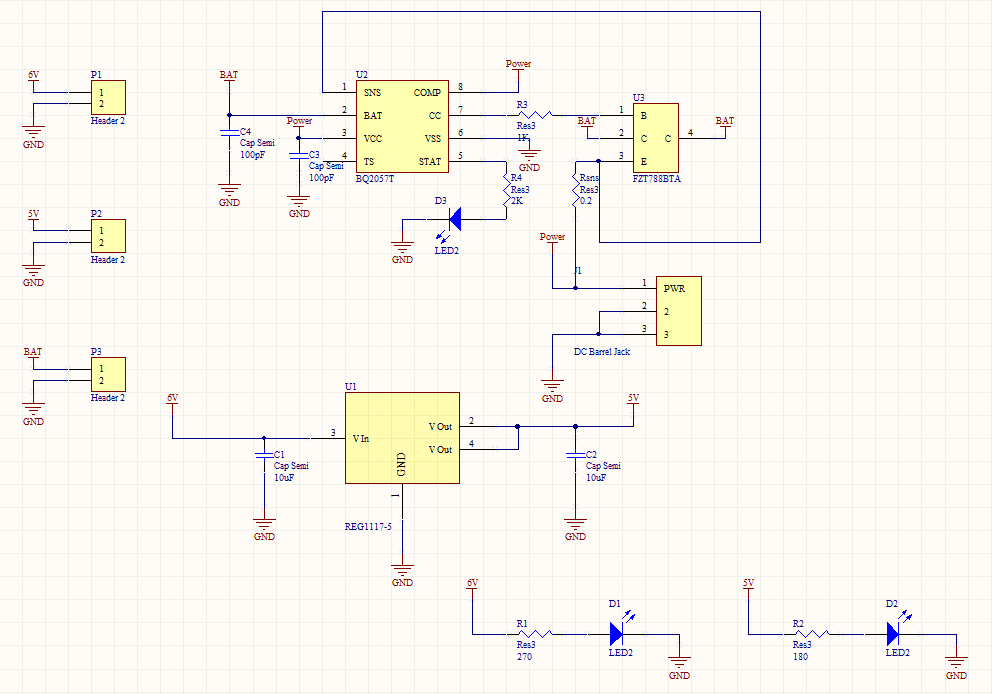 6V
P1
1
2
Header 2
GND
BAT
C4
Cap Semi
100pF
GND
Power
C3
Cap Semi
100pF
GND
U2
1 SNS COMP 8
2 BAT CC 7
3 VCC VSS 6
4 TS STAT 5
BQ2057T
Power
R3
Res3
1K
GND
R4
Res3
2K
D3
LED2
GND
U3
BAT
1 B
2 C C 4
3 E
FZT788BTA
BAT
Rsns
Res3
0.2
5V
P2
1
2
Header 2
GND
Power
J1
1 PWR
2 2
3 3
DC Barrel Jack
GND
BAT
P3
1
2
Header 2
GND
6V
C1
Cap Semi
10uF
GND
U1
3 V In
V Out 2
V Out 4
GND
1
REG1117-5
GND
5V
C2
Cap Semi
10uF
GND
6V
R1
Res3
270
D1
LED2
GND
5V
R2
Res3
180
D2
LED2
GND